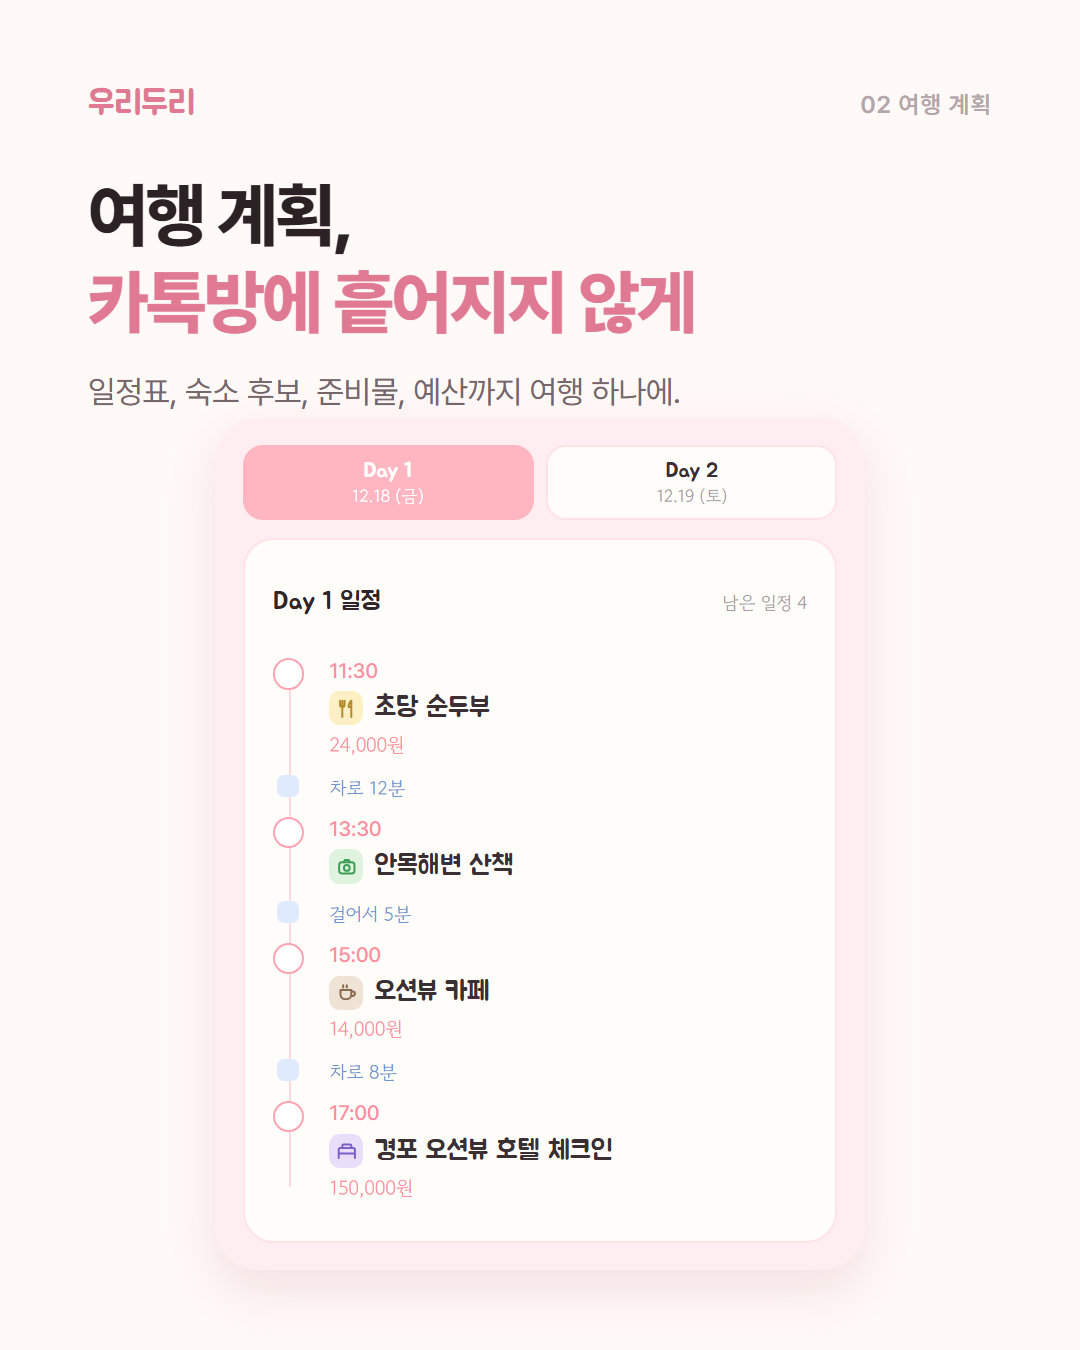 우리두리
02 여행 계획
여행 계획,
카톡방에 흩어지지 않게
일정표, 숙소 후보, 준비물, 예산까지 여행 하나에.
Day 1
12.18 (금)
Day 2
12.19 (토)
Day 1 일정
남은 일정 4
11:30
초당 순두부
24,000원
차로 12분
13:30
안목해변 산책
걸어서 5분
15:00
오션뷰 카페
14,000원
차로 8분
17:00
경포 오션뷰 호텔 체크인
150,000원